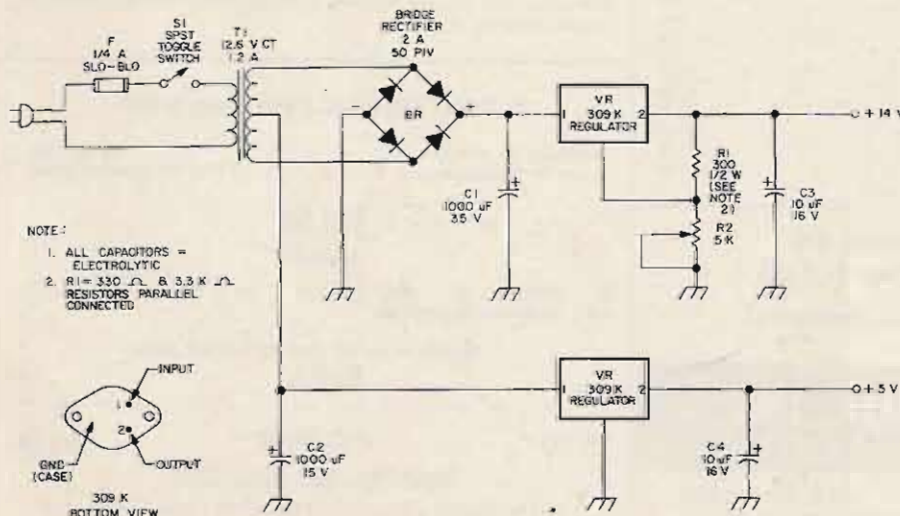 F
1/4 A
SLO-BLO
S1
SPST
TOGGLE
SWITCH
T1
12.6 V CT
1.2 A
BRIDGE
RECTIFIER
2 A
50 PIV
-
BR
+
C1
1000 uF
35 V
+
VR
1 309K 2
REGULATOR
R1
300
1/2 W
(SEE
NOTE
2)
R2
5K
+
C3
10 uF
16 V
+ 14 V
NOTE:
1. ALL CAPACITORS =
ELECTROLYTIC
2. R1 = 330 Ω & 3.3 K Ω
RESISTORS PARALLEL
CONNECTED
INPUT
1
2
GND
(CASE)
OUTPUT
309 K
BOTTOM VIEW
+
C2
1000 uF
15 V
VR
1 309K 2
REGULATOR
C4
10 uF
16 V
+
+ 5 V